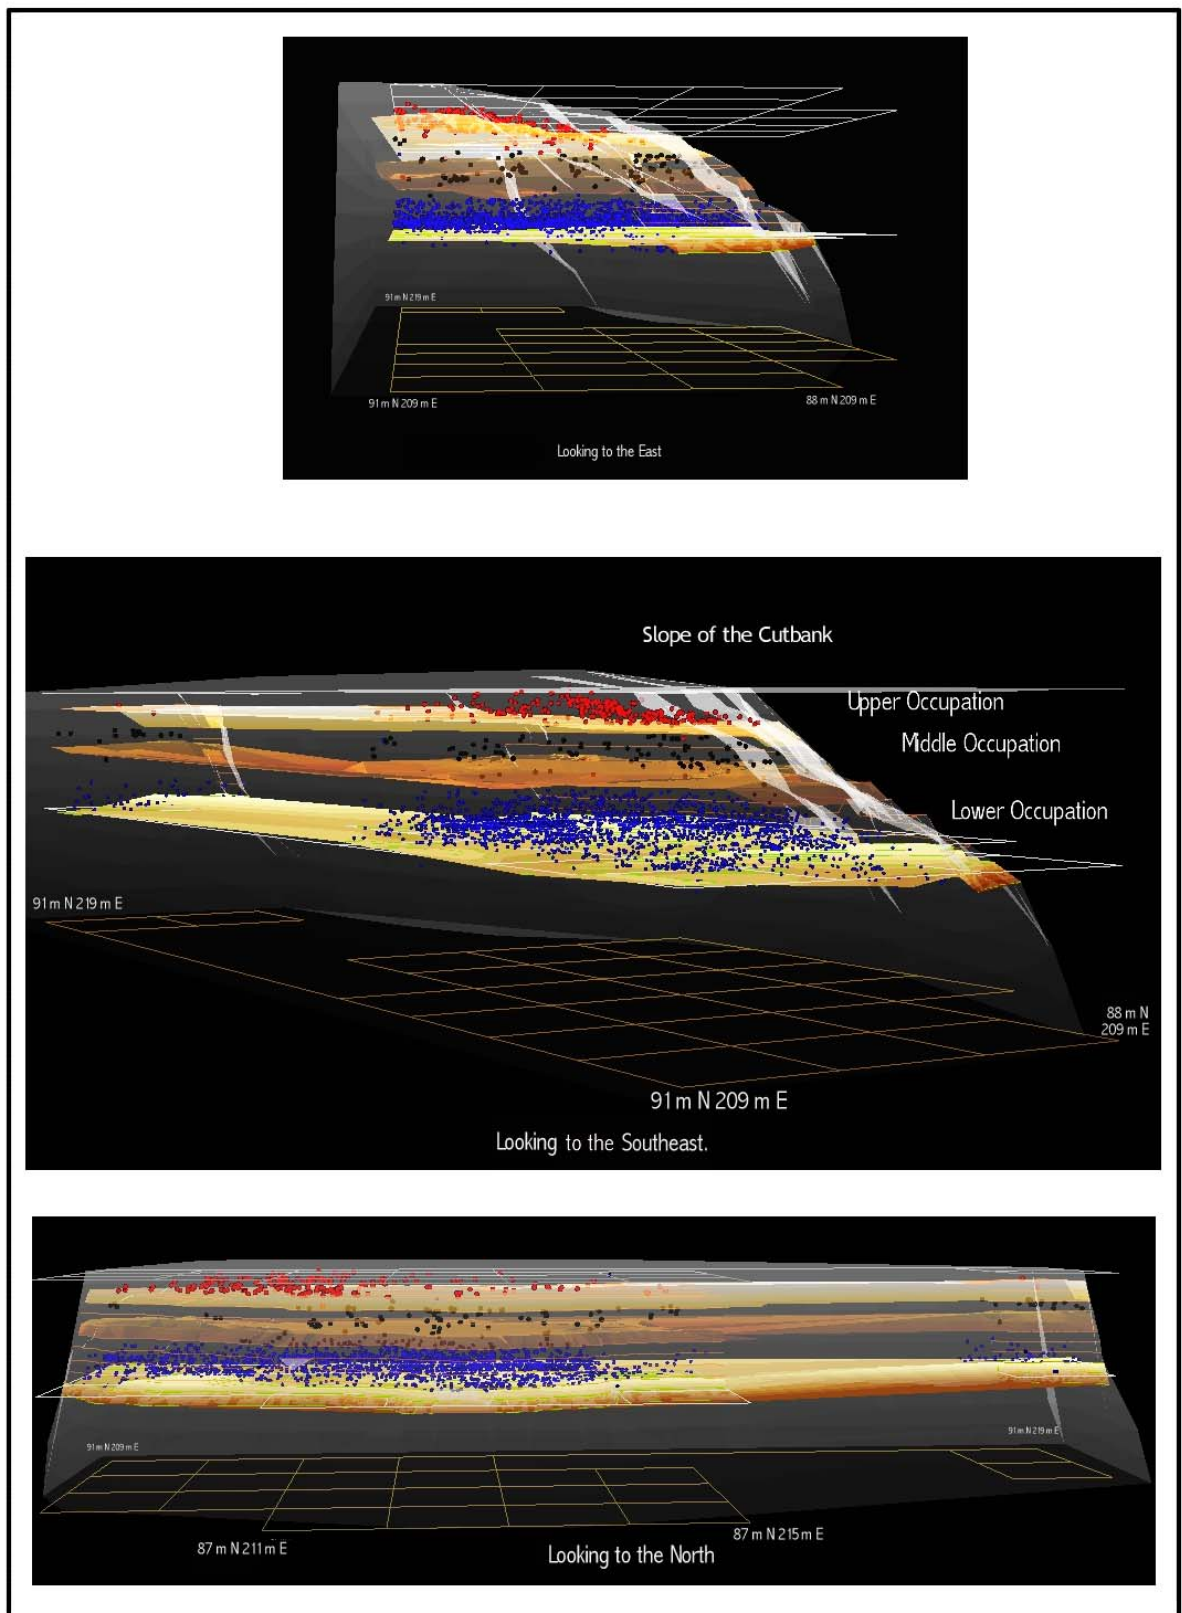 91 m N 219 m E
91 m N 209 m E
88 m N 209 m E
Looking to the East
Slope of the Cutbank
Upper Occupation
Middle Occupation
Lower Occupation
91 m N 219 m E
88 m N
209 m E
91 m N 209 m E
Looking to the Southeast.
91 m N 209 m E
91 m N 219 m E
87 m N 211 m E
87 m N 215 m E
Looking to the North